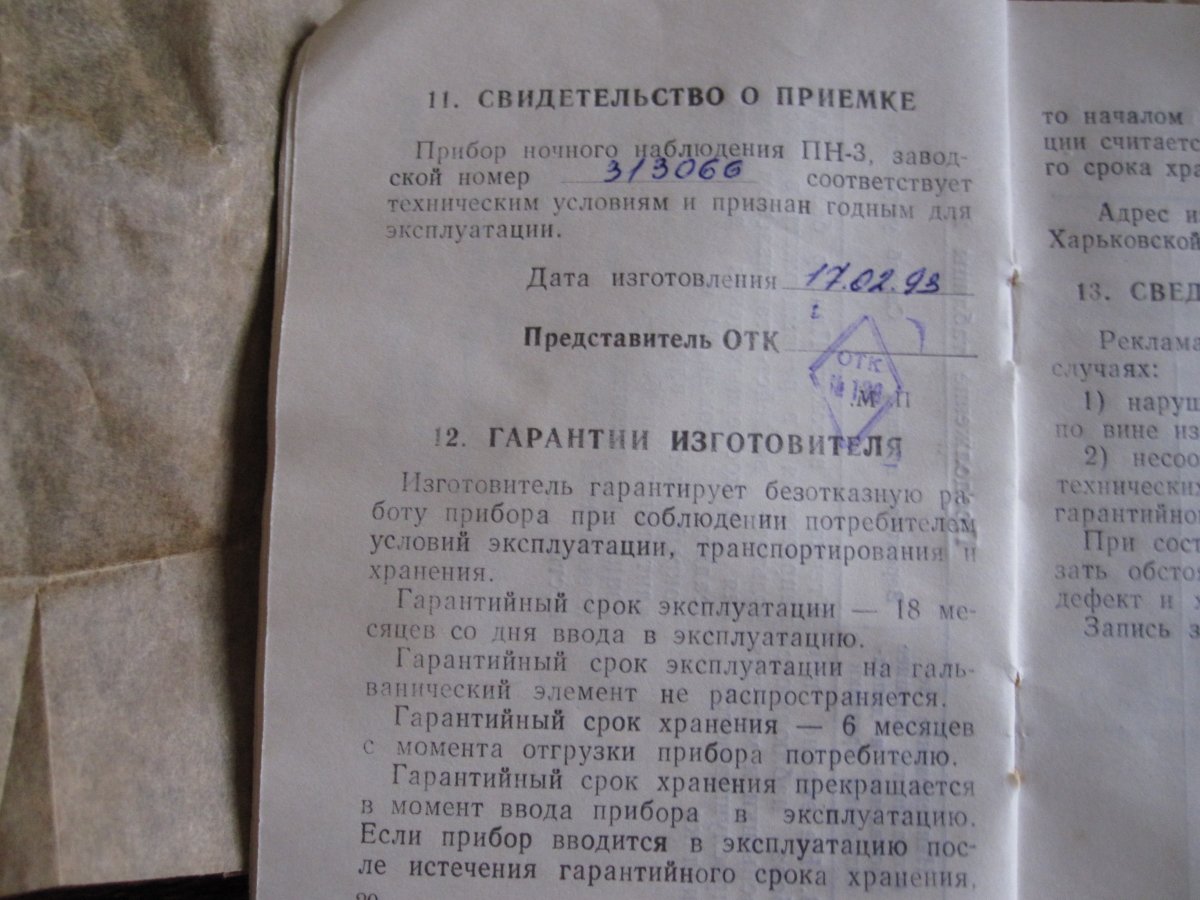 11. СВИДЕТЕЛЬСТВО О ПРИЕМКЕ
Прибор ночного наблюдения ПН-3, завод-
ской номер 313066 соответствует
техническим условиям и признан годным для
эксплуатации.
Дата изготовления 17.02.93
Представитель ОТК
ОТК
М П
12. ГАРАНТИИ ИЗГОТОВИТЕЛЯ
Изготовитель гарантирует безотказную ра-
боту прибора при соблюдении потребителем
условий эксплуатации, транспортирования и
хранения.
Гарантийный срок эксплуатации — 18 ме-
сяцев со дня ввода в эксплуатацию.
Гарантийный срок эксплуатации на галь-
ванический элемент не распространяется.
Гарантийный срок хранения — 6 месяцев
с момента отгрузки прибора потребителю.
Гарантийный срок хранения прекращается
в момент ввода прибора в эксплуатацию.
Если прибор вводится в эксплуатацию пос-
ле истечения гарантийного срока хранения,
то началом
ции считаетс
го срока хра
Адрес и
Харьковской
13. СВЕД
Реклама
случаях:
1) наруш
по вине из
2) несоо
технических
гарантийно
При сост
зать обстоя
дефект и х
Запись з